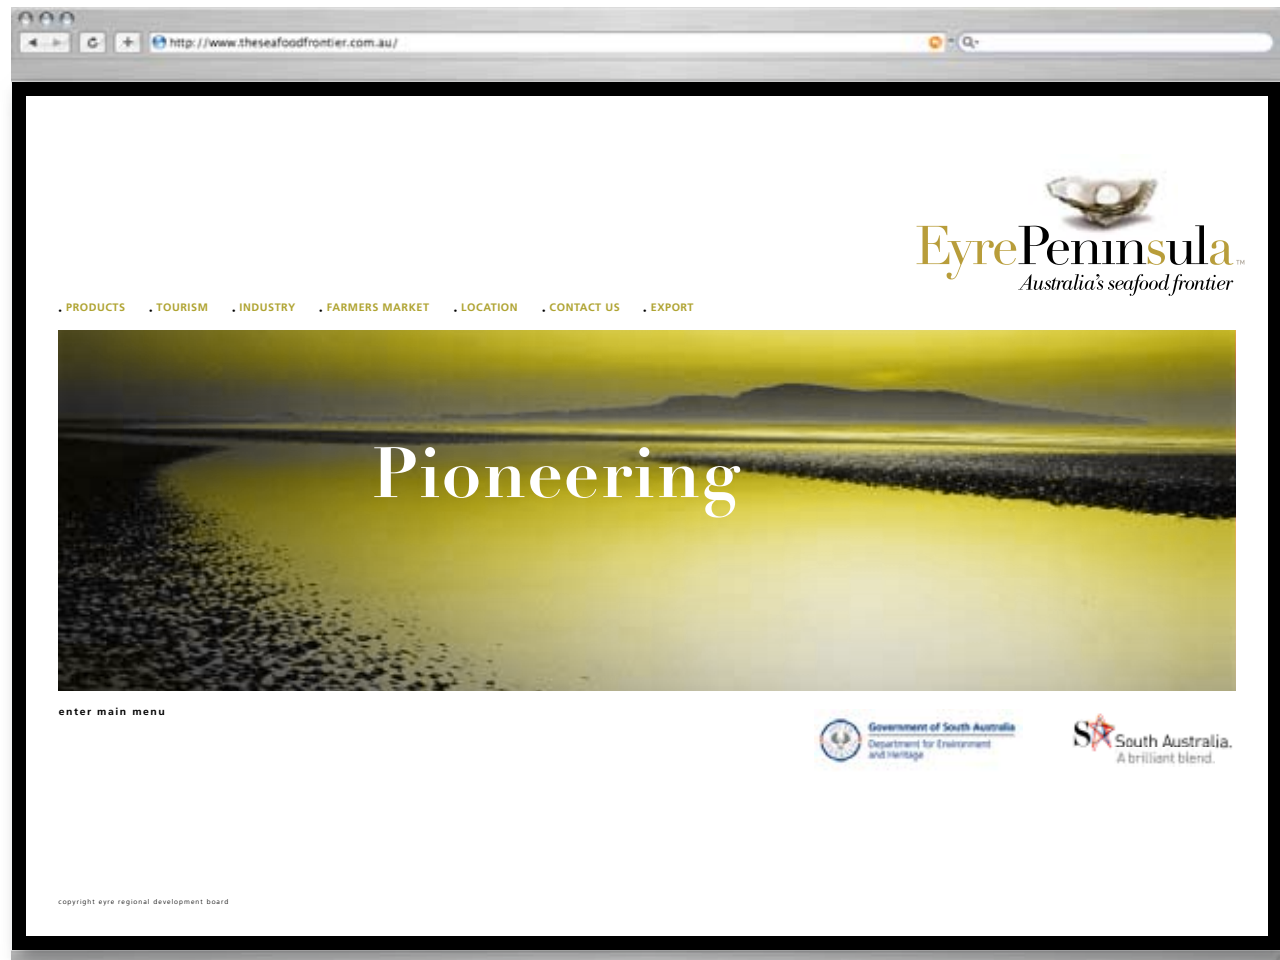 http://www.theseafoodfrontier.com.au/
EyrePeninsula™
Australia's seafood frontier
. PRODUCTS . TOURISM . INDUSTRY . FARMERS MARKET . LOCATION . CONTACT US . EXPORT
Pioneering
enter main menu
Government of South Australia
Department for Environment
and Heritage
SA
South Australia.
A brilliant blend.
copyright eyre regional development board